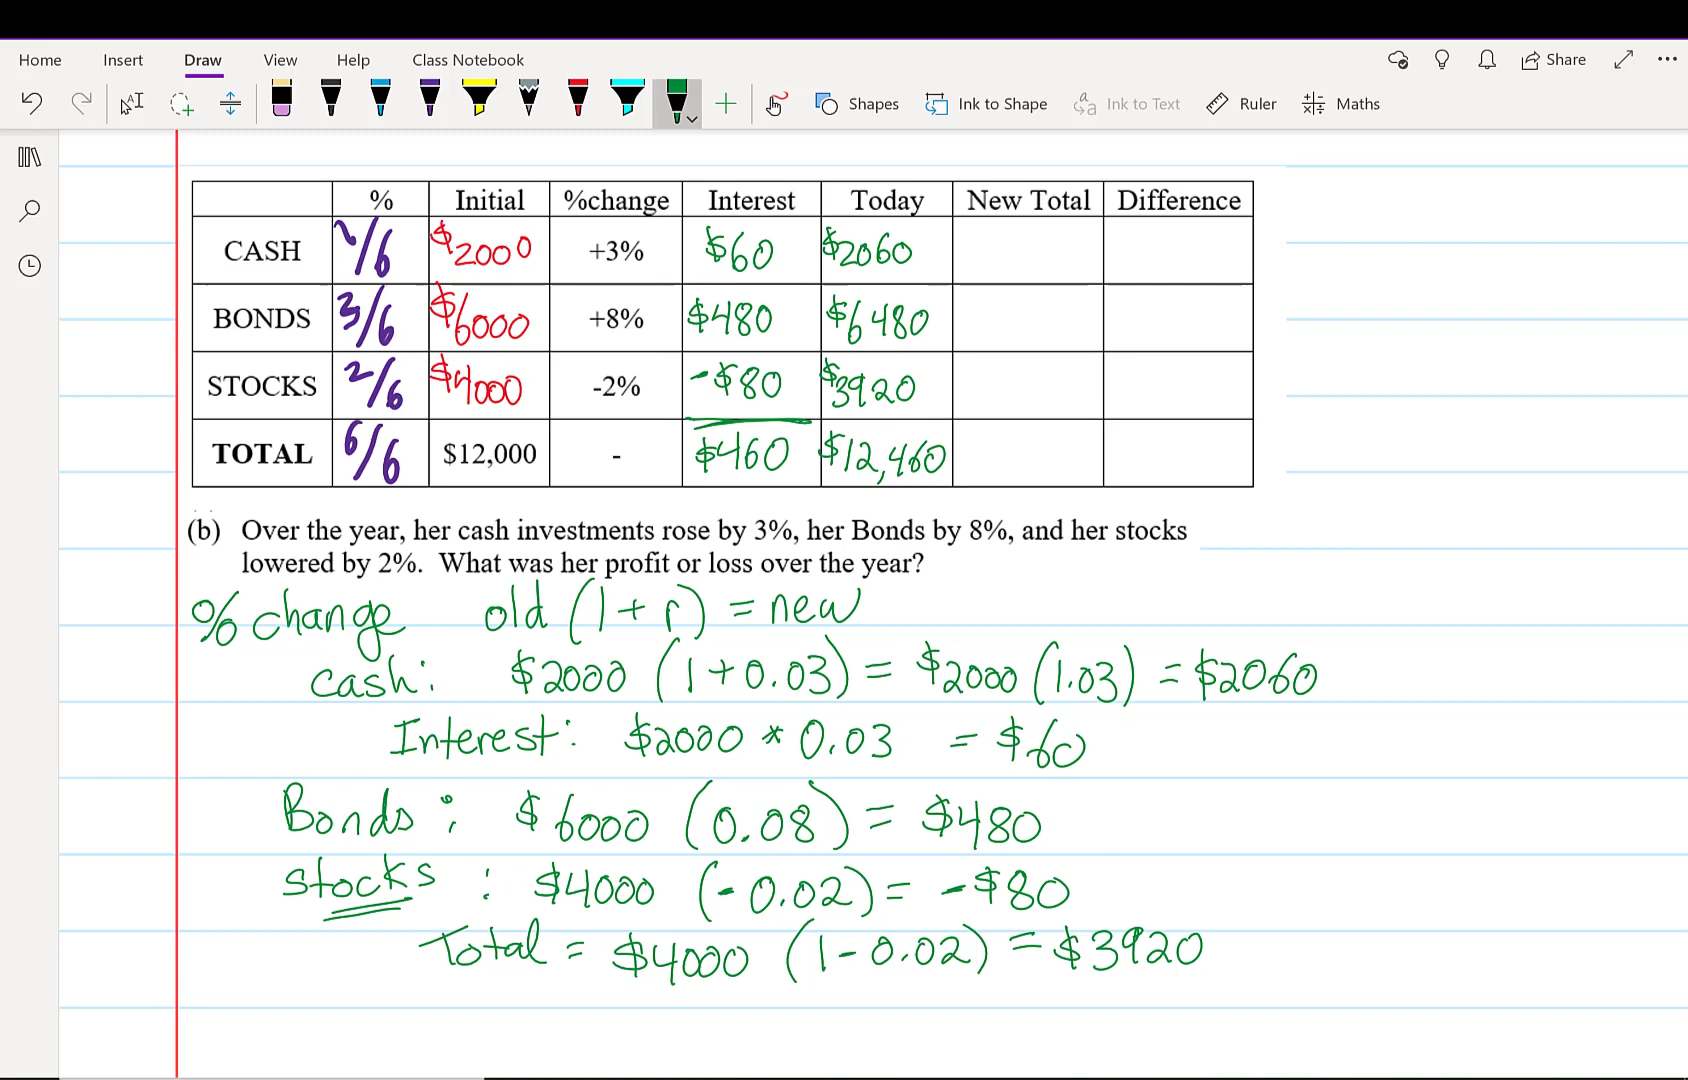 Home Insert Draw View Help Class Notebook Share
Shapes Ink to Shape Ink to Text Ruler Maths
% Initial %change Interest Today New Total Difference
CASH /6 $2000 +3% $60 $2060
BONDS 3/6 $6000 +8% $480 $6480
STOCKS 2/6 $4000 -2% -$80 $3920
TOTAL 6/6 $12,000 - $460 $12,460
(b) Over the year, her cash investments rose by 3%, her Bonds by 8%, and her stocks
lowered by 2%. What was her profit or loss over the year?
% change old (1 + r) = new
cash: $2000 (1+0.03) = $2000 (1.03) = $2060
Interest: $2000 * 0.03 = $60
Bonds: $6000 (0.08) = $480
stocks : $4000 (-0.02) = -$80
Total = $4000 (1-0.02) = $3920